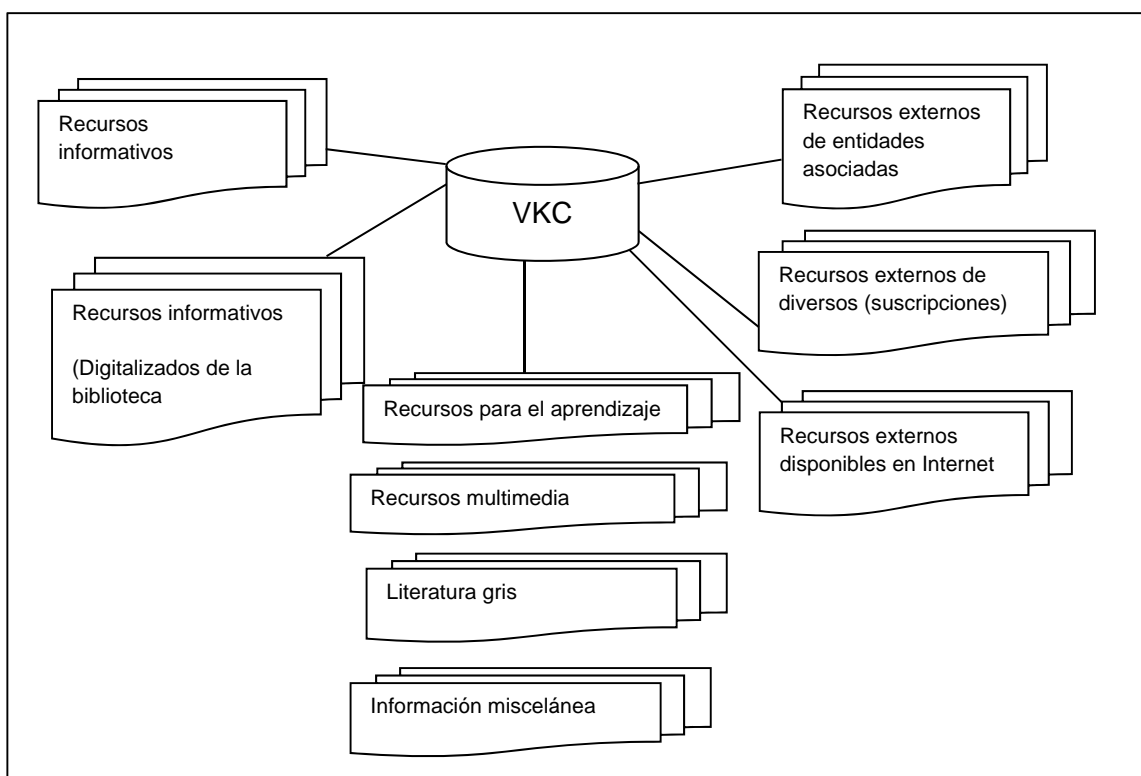 Recursos
informativos
VKC
Recursos externos
de entidades
asociadas
Recursos informativos
(Digitalizados de la
biblioteca
Recursos externos de
diversos (suscripciones)
Recursos para el aprendizaje
Recursos externos
disponibles en Internet
Recursos multimedia
Literatura gris
Información miscelánea